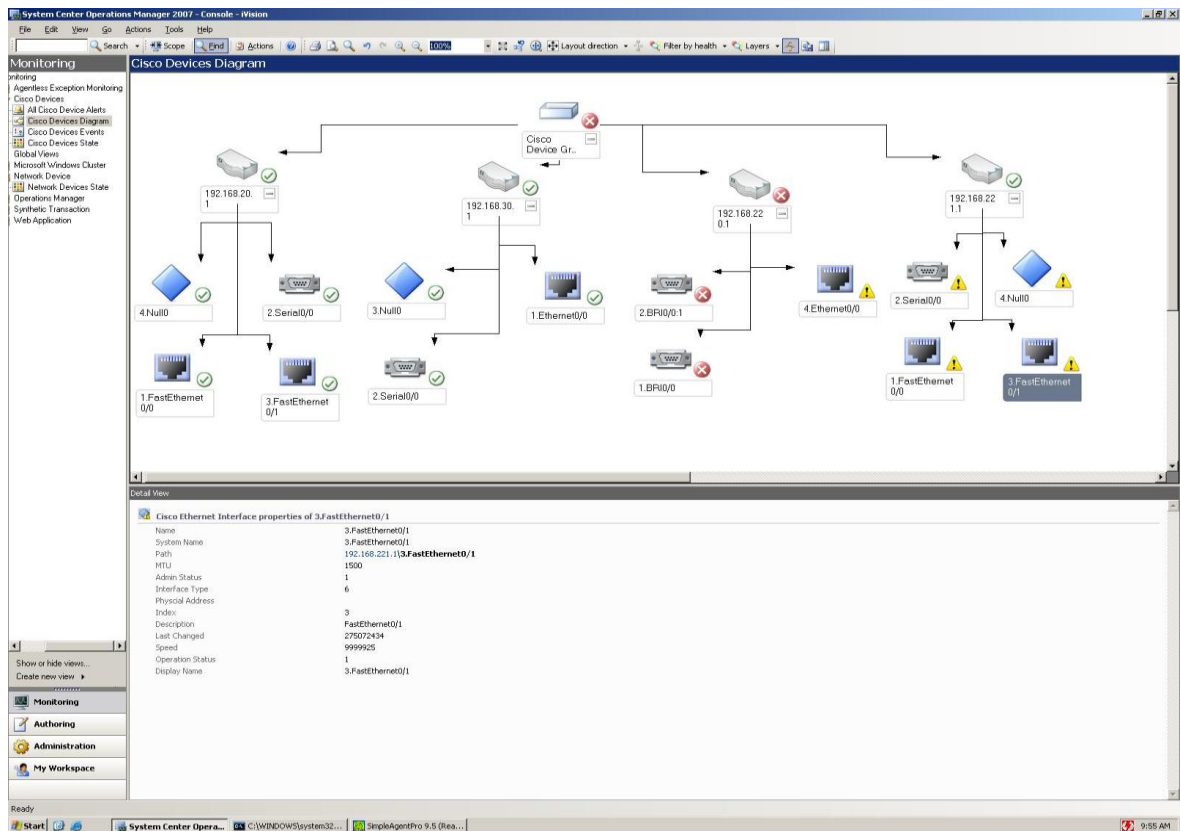 System Center Operations Manager 2007 - Console - iVision
File Edit View Go Actions Tools Help
Search Scope Find Actions 100% Layout direction Filter by health Layers
Monitoring
Cisco Devices Diagram
onitoring
Agentless Exception Monitoring
Cisco Devices
All Cisco Device Alerts
Cisco Devices Diagram
Cisco Devices Events
Cisco Devices State
Global Views
Microsoft Windows Cluster
Network Device
Network Devices State
Operations Manager
Synthetic Transaction
Web Application
Cisco
Device Gr..
192.168.20.
1
192.168.30.
1
192.168.22
0.1
192.168.22
1.1
4.Null0
2.Serial0/0
3.Null0
1.Ethernet0/0
2.BRI0/0:1
4.Ethernet0/0
2.Serial0/0
4.Null0
1.FastEthernet
0/0
3.FastEthernet
0/1
2.Serial0/0
1.BRI0/0
1.FastEthernet
0/0
3.FastEthernet
0/1
Detail View
Cisco Ethernet Interface properties of 3.FastEthernet0/1
Name 3.FastEthernet0/1
System Name 3.FastEthernet0/1
Path 192.168.221.1\3.FastEthernet0/1
MTU 1500
Admin Status 1
Interface Type 6
Physcial Address
Index 3
Description FastEthernet0/1
Last Changed 275072434
Speed 9999925
Operation Status 1
Display Name 3.FastEthernet0/1
Show or hide views...
Create new view
Monitoring
Authoring
Administration
My Workspace
Ready
Start System Center Opera... C:\WINDOWS\system32... SimpleAgentPro 9.5 (Rea... 9:55 AM